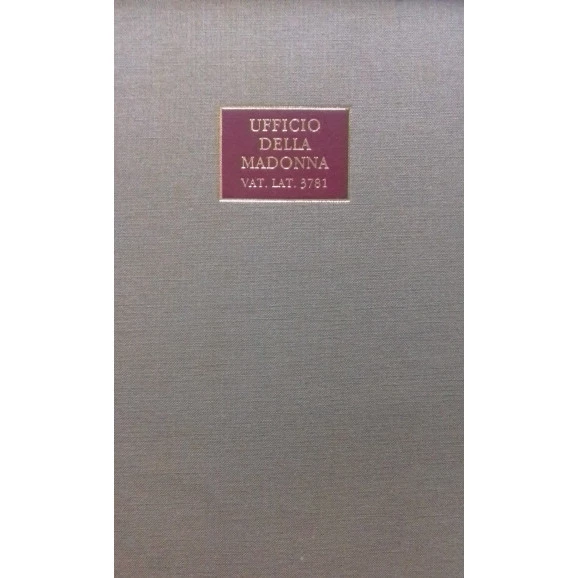 UFFICIO
DELLA
MADONNA
VAT. LAT. 3781